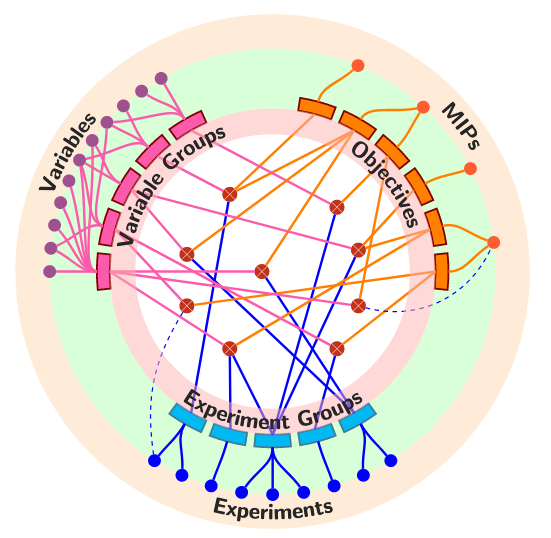 Variables
Variable Groups
Objectives
MIPs
Experiment Groups
Experiments